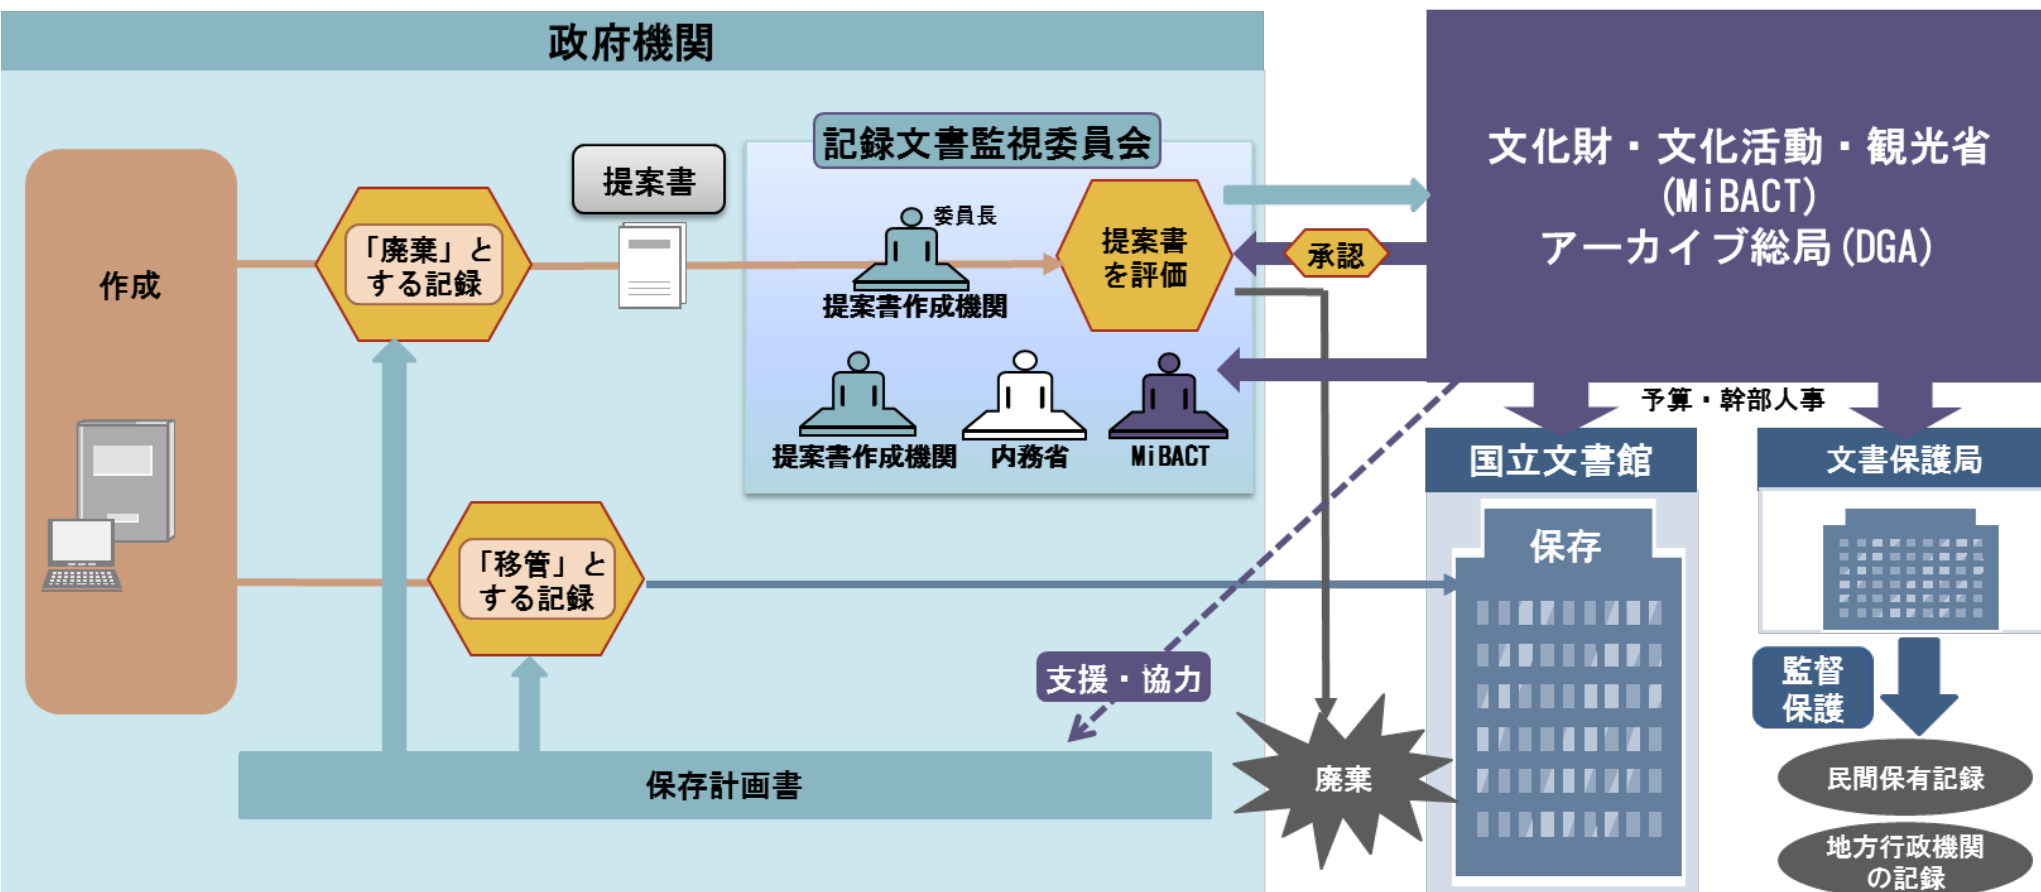 政府機関
作成
「廃棄」と
する記録
提案書
記録文書監視委員会
委員長
提案書作成機関
提案書
を評価
提案書作成機関
内務省
MiBACT
承認
文化財・文化活動・観光省
(MiBACT)
アーカイブ総局(DGA)
予算・幹部人事
国立文書館
保存
文書保護局
監督
保護
民間保有記録
地方行政機関
の記録
「移管」と
する記録
支援・協力
保存計画書
廃棄